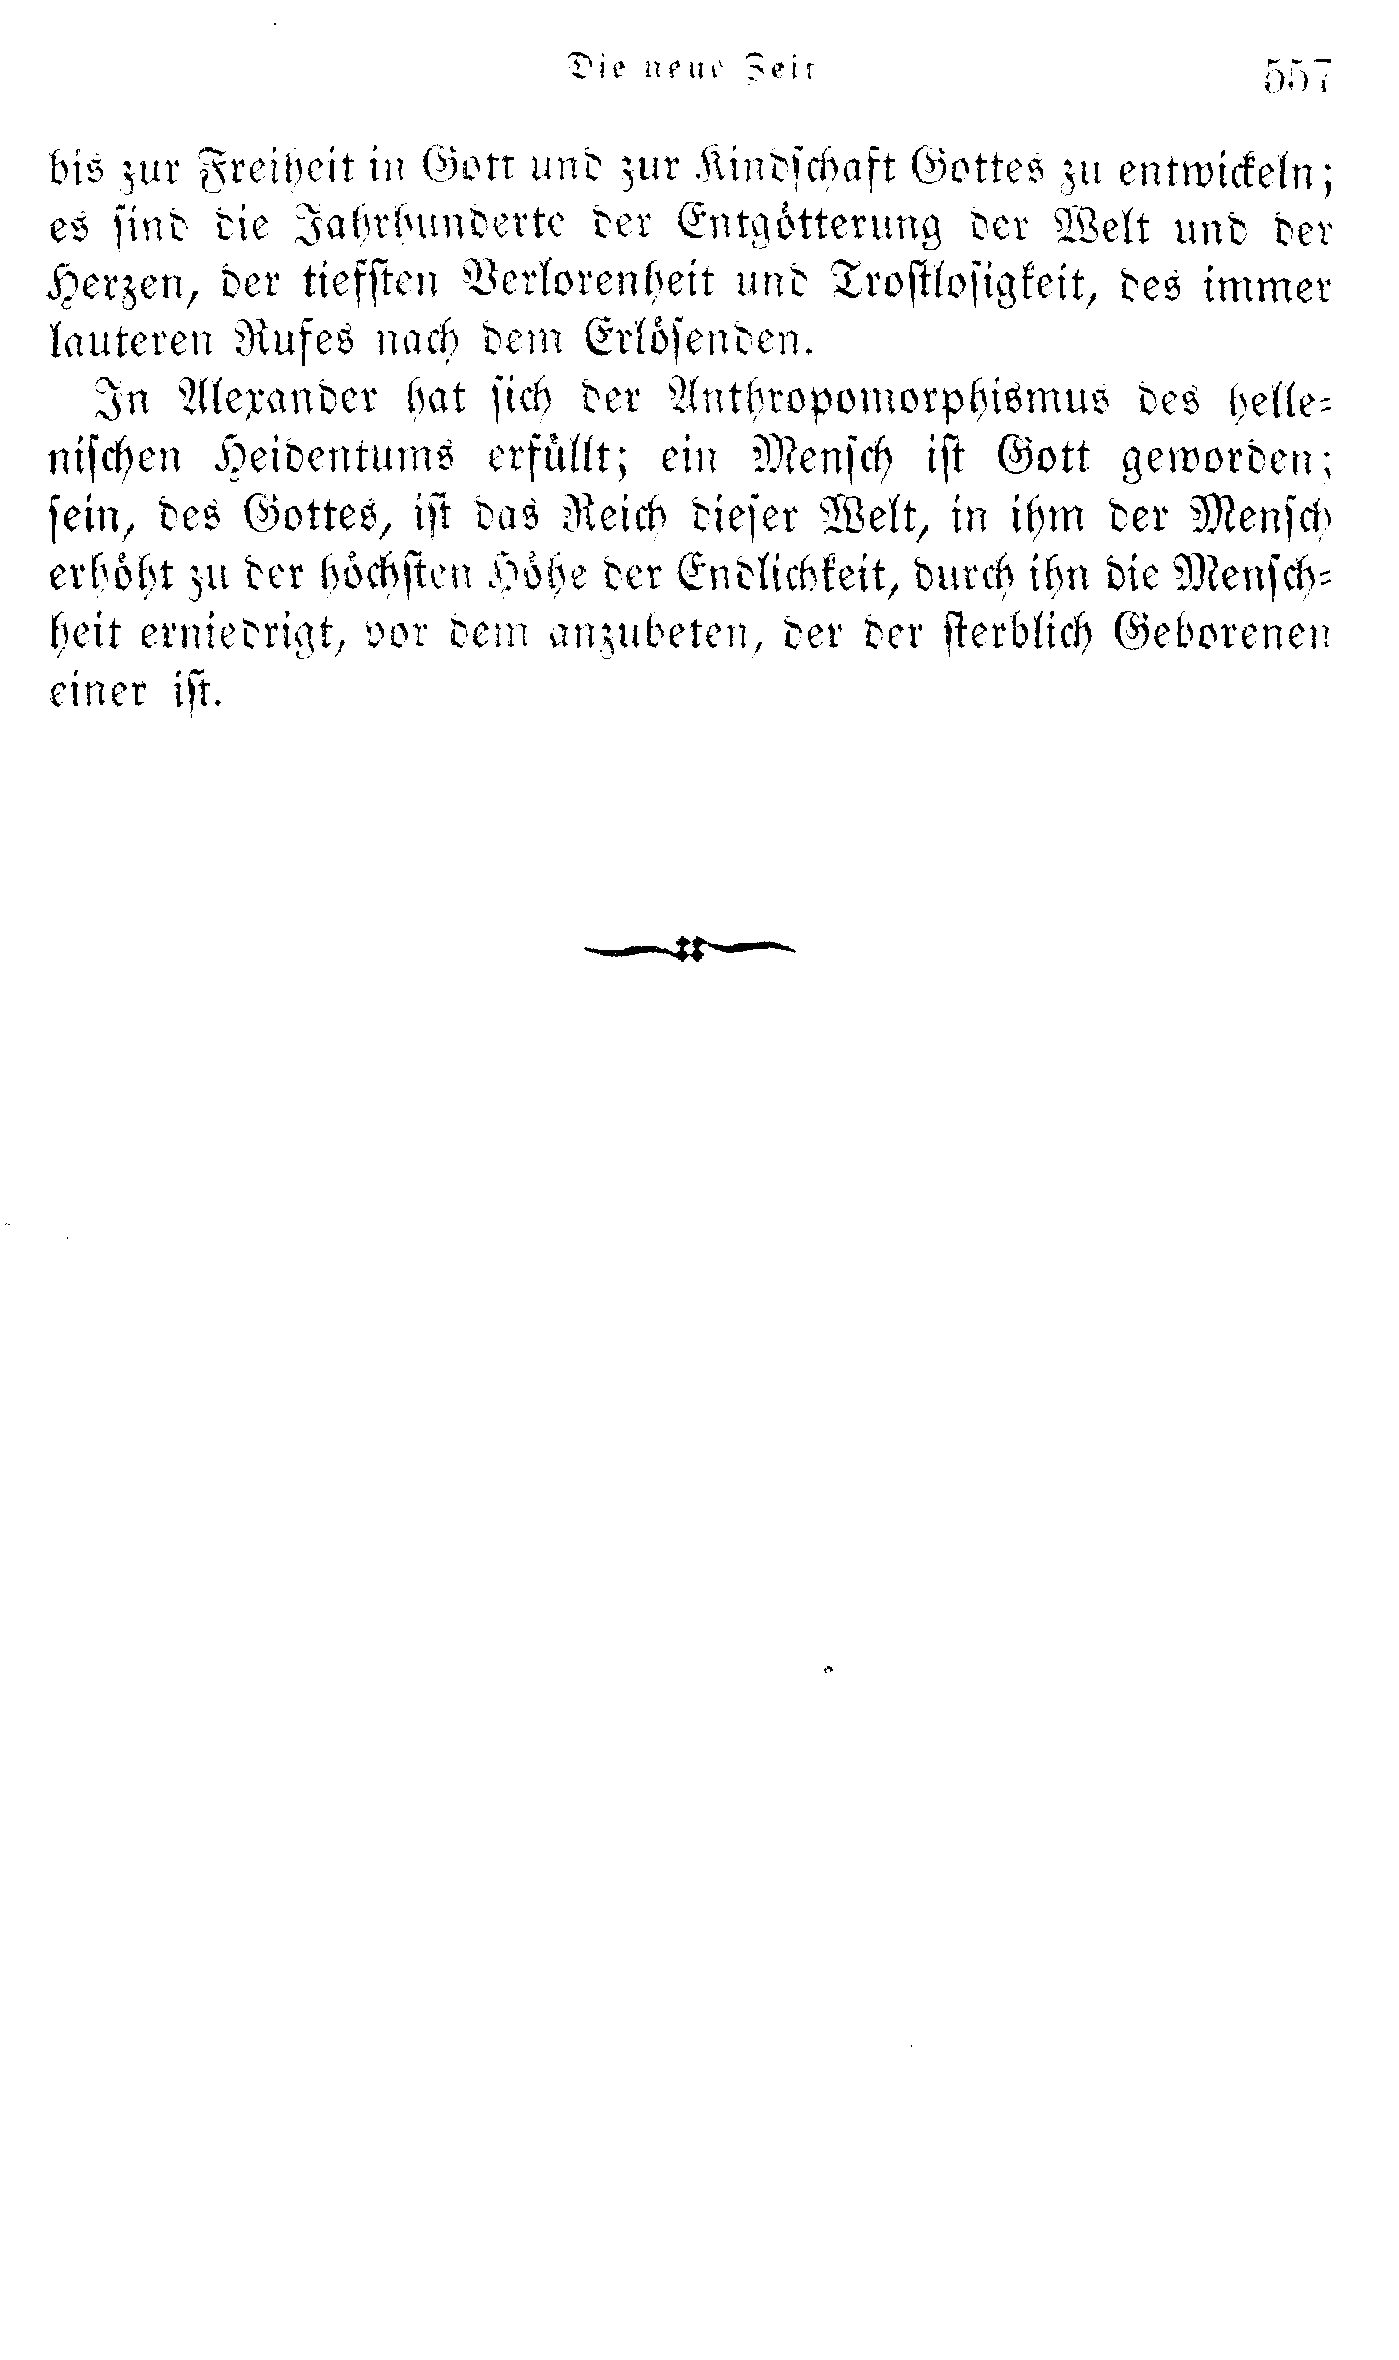 Die neue Zeit 557
bis zur Freiheit in Gott und zur Kindschaft Gottes zu entwickeln;
es sind die Jahrhunderte der Entgötterung der Welt und der
Herzen, der tiefsten Verlorenheit und Trostlosigkeit, des immer
lauteren Rufes nach dem Erlösenden.
In Alexander hat sich der Anthropomorphismus des helle-
nischen Heidentums erfüllt; ein Mensch ist Gott geworden;
sein, des Gottes, ist das Reich dieser Welt, in ihm der Mensch
erhöht zu der höchsten Höhe der Endlichkeit, durch ihn die Mensch-
heit erniedrigt, vor dem anzubeten, der der sterblich Geborenen
einer ist.